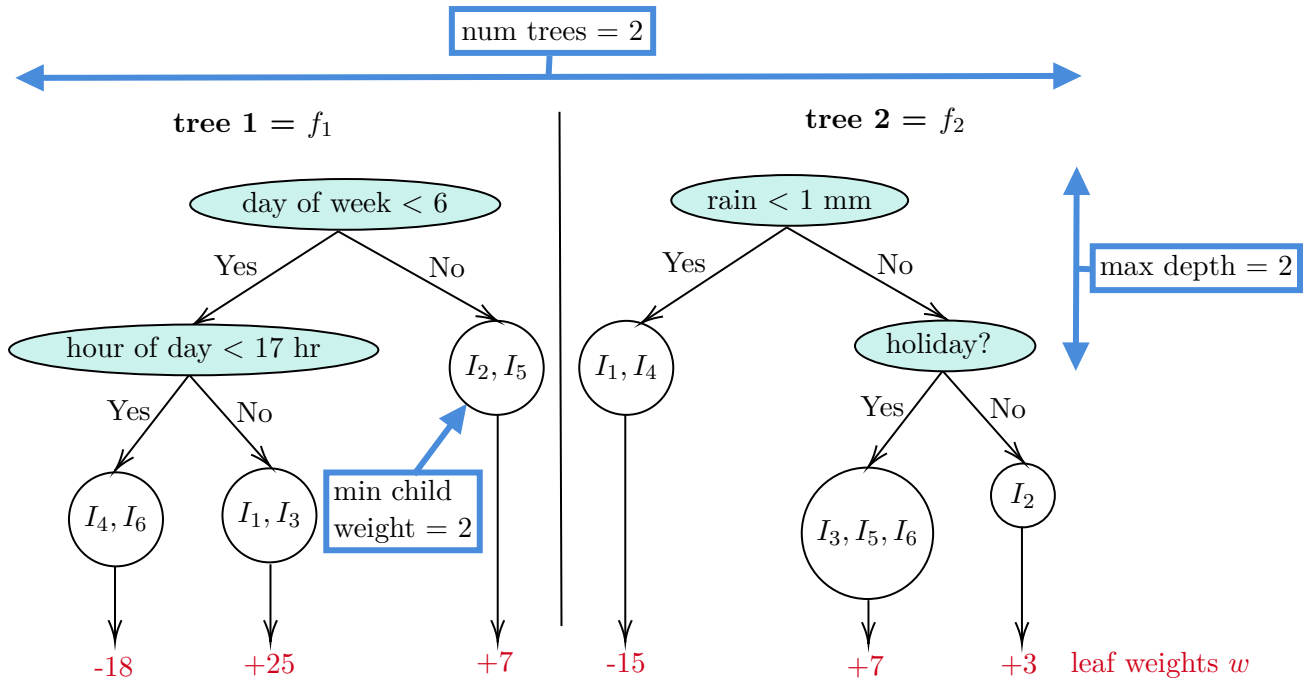 num trees = 2
tree 1 = f₁
tree 2 = f₂
day of week < 6
rain < 1 mm
Yes
No
Yes
No
max depth = 2
hour of day < 17 hr
holiday?
I₂, I₅
I₁, I₄
Yes
No
Yes
No
min child
weight = 2
I₄, I₆
I₁, I₃
I₃, I₅, I₆
I₂
-18
+25
+7
-15
+7
+3
leaf weights w